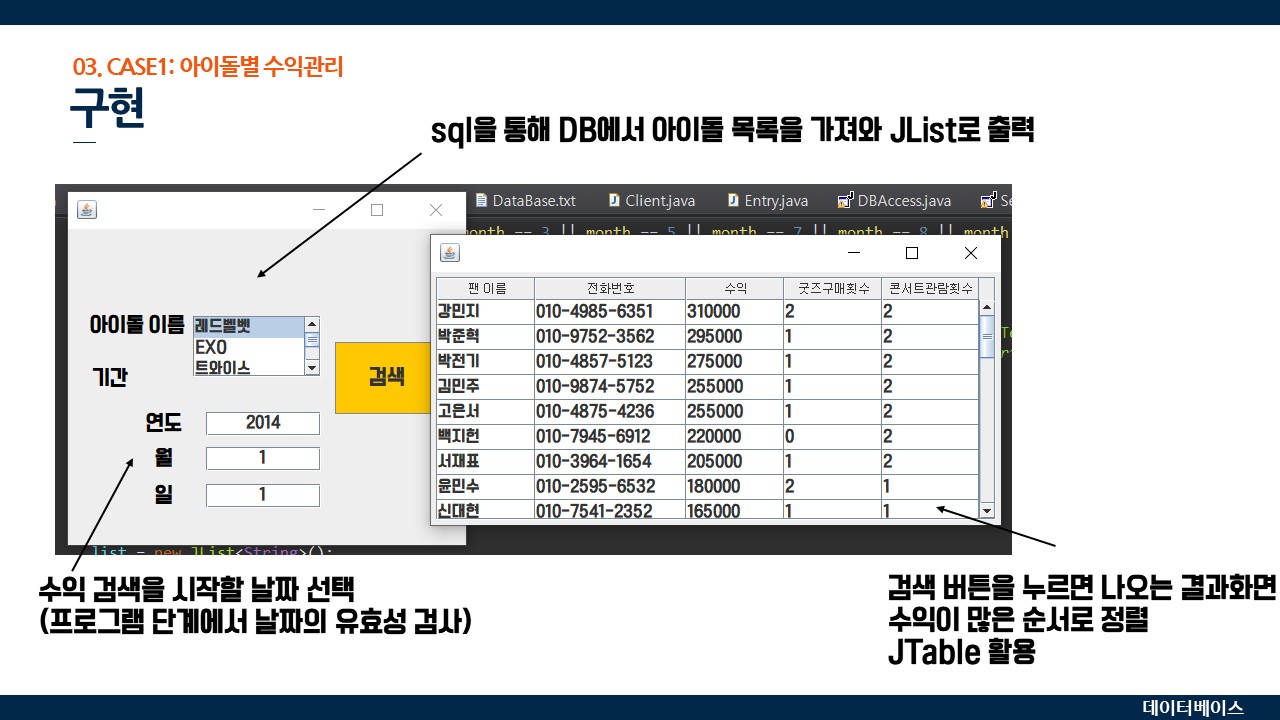 03. CASE1: 아이돌별 수익관리
구현
sql을 통해 DB에서 아이돌 목록을 가져와 JList로 출력
DataBase.txt Client.java Entry.java DBAccess.java
month == 3 || month == 5 || month == 7 || month == 8 || month
아이돌 이름
레드벨벳
EXO
트와이스
기간
검색
연도 2014
월 1
일 1
팬 이름 전화번호 수익 굿즈구매횟수 콘서트관람횟수
강민지 010-4985-6351 310000 2 2
박준혁 010-9752-3562 295000 1 2
박전기 010-4857-5123 275000 1 2
김민주 010-9874-5752 255000 1 2
고은서 010-4875-4236 255000 1 2
백지헌 010-7945-6912 220000 0 2
서재표 010-3964-1654 205000 1 2
윤민수 010-2595-6532 180000 2 1
신대현 010-7541-2352 165000 1 1
list = new JList<String>();
수익 검색을 시작할 날짜 선택
(프로그램 단계에서 날짜의 유효성 검사)
검색 버튼을 누르면 나오는 결과화면
수익이 많은 순서로 정렬
JTable 활용
데이터베이스